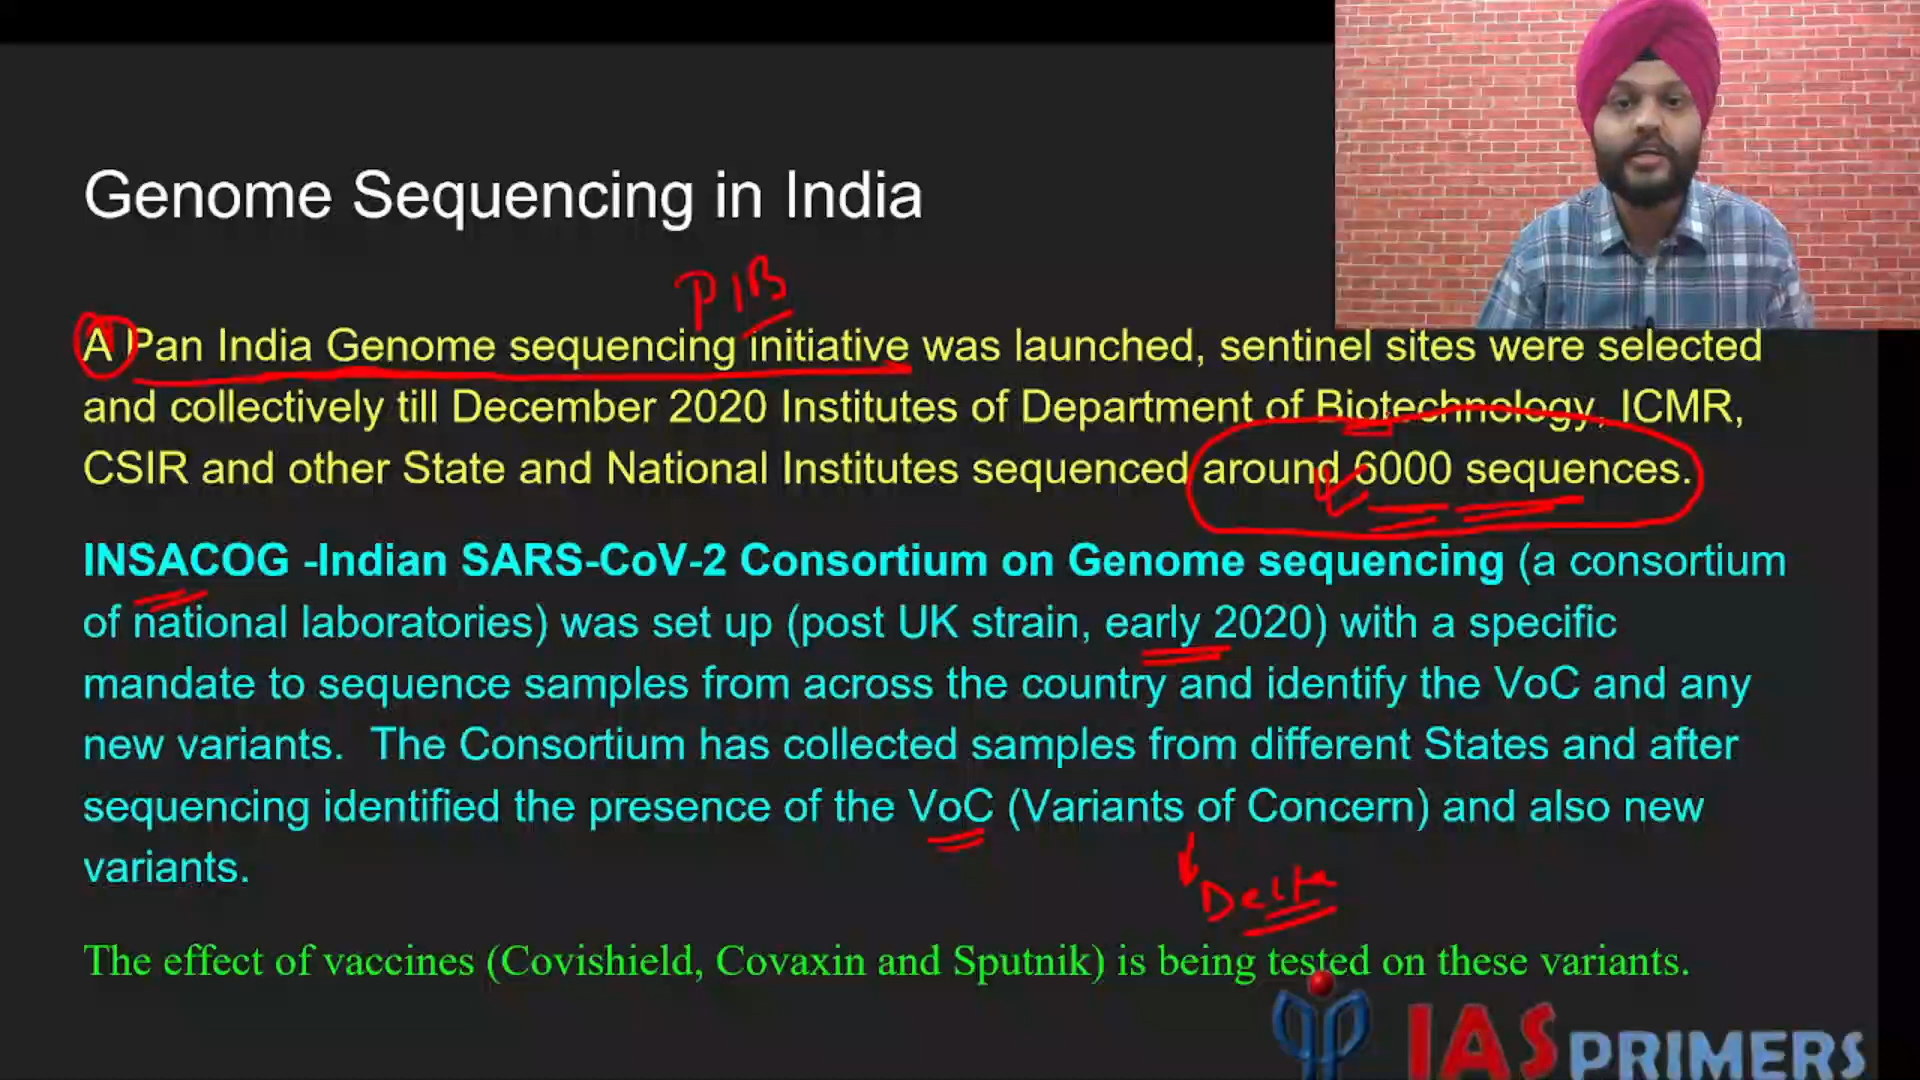 Genome Sequencing in India
PIB
A Pan India Genome sequencing initiative was launched, sentinel sites were selected
and collectively till December 2020 Institutes of Department of Biotechnology, ICMR,
CSIR and other State and National Institutes sequenced around 6000 sequences.
INSACOG -Indian SARS-CoV-2 Consortium on Genome sequencing (a consortium
of national laboratories) was set up (post UK strain, early 2020) with a specific
mandate to sequence samples from across the country and identify the VoC and any
new variants. The Consortium has collected samples from different States and after
sequencing identified the presence of the VoC (Variants of Concern) and also new
variants.
Delta
The effect of vaccines (Covishield, Covaxin and Sputnik) is being tested on these variants.
IAS PRIMERS